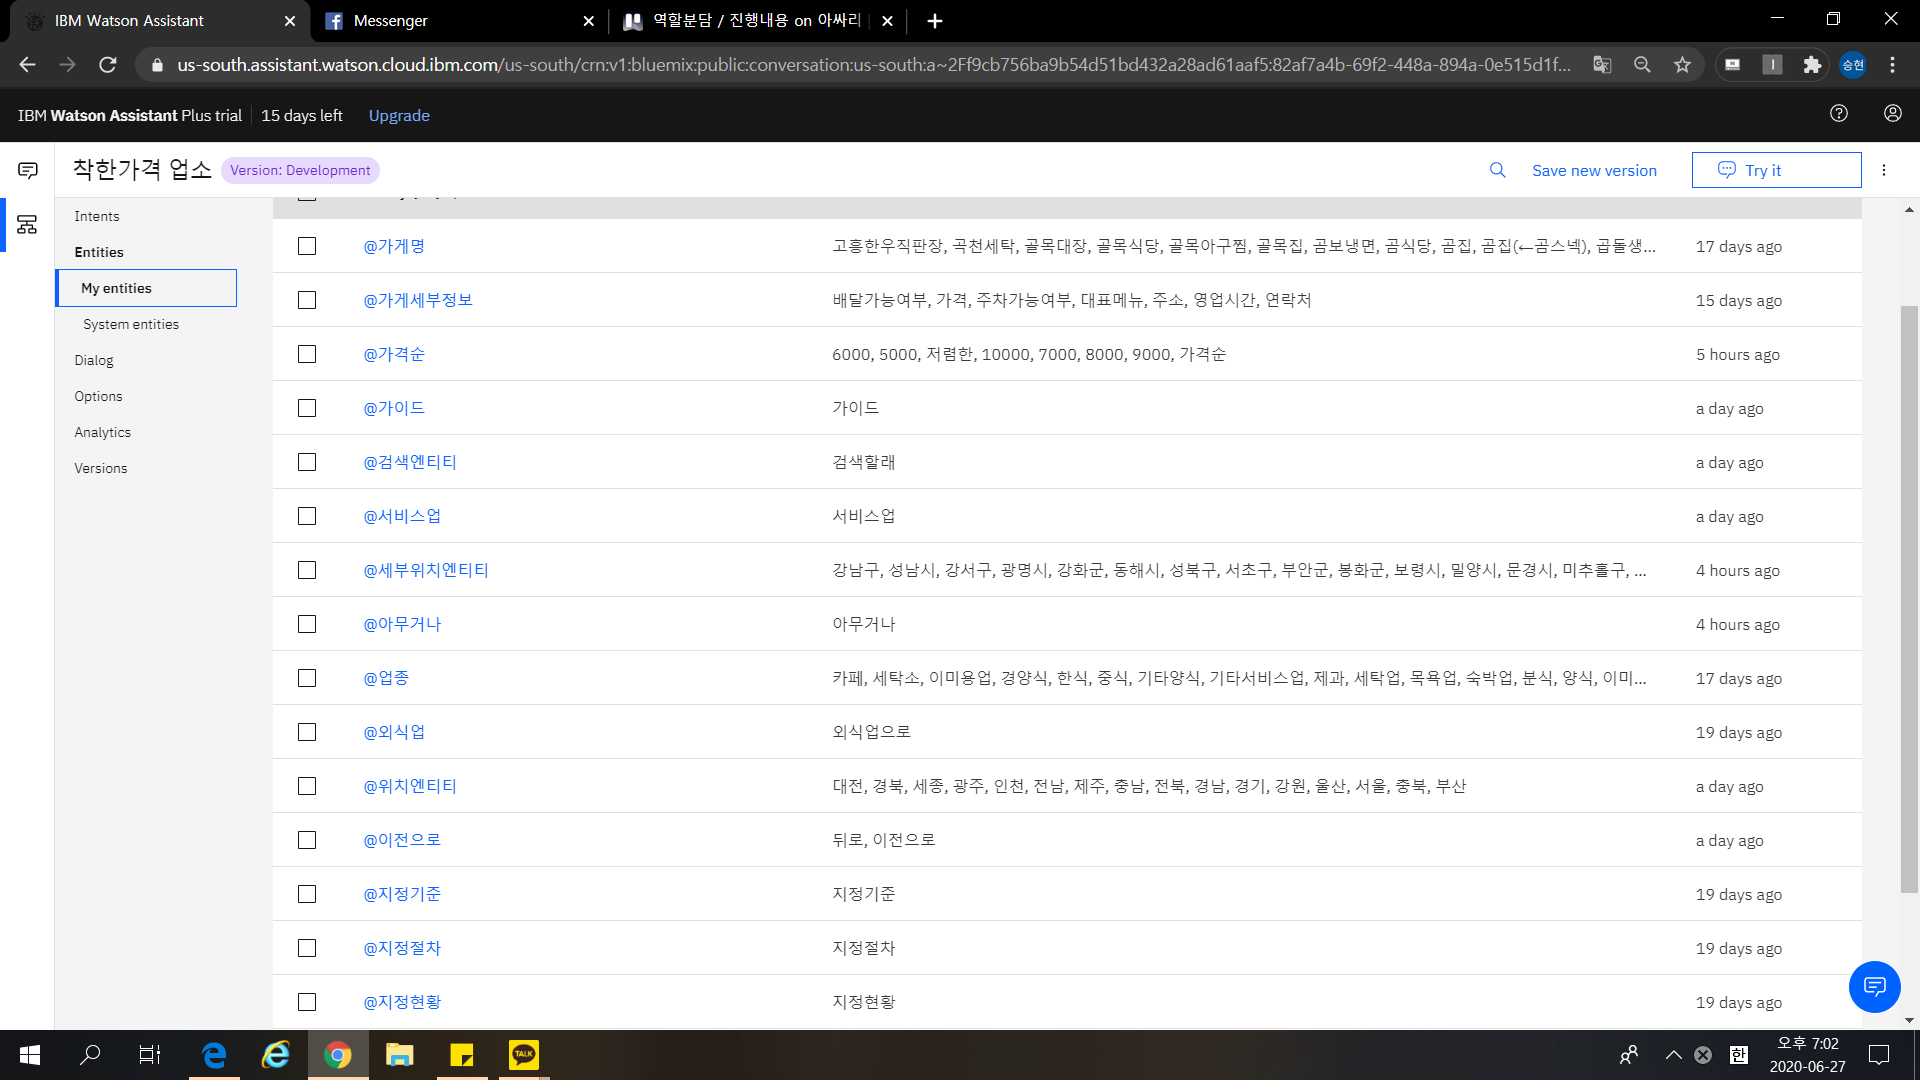 IBM Watson Assistant
Messenger
역할분담 / 진행내용 on 아싸리
us-south.assistant.watson.cloud.ibm.com/us-south/crn:v1:bluemix:public:conversation:us-south:a~2Ff9cb756ba9b54d51bd432a28ad61aaf5:82af7a4b-69f2-448a-894a-0e515d1f...
승현
IBM Watson Assistant Plus trial
15 days left
Upgrade
착한가격 업소
Version: Development
Save new version
Try it
Intents
Entities
My entities
System entities
Dialog
Options
Analytics
Versions
@가게명 고흥한우직판장, 곡천세탁, 골목대장, 골목식당, 골목아구찜, 골목집, 곰보냉면, 곰식당, 곰집, 곰집(←곰스넥), 곱돌생... 17 days ago
@가게세부정보 배달가능여부, 가격, 주차가능여부, 대표메뉴, 주소, 영업시간, 연락처 15 days ago
@가격순 6000, 5000, 저렴한, 10000, 7000, 8000, 9000, 가격순 5 hours ago
@가이드 가이드 a day ago
@검색엔티티 검색할래 a day ago
@서비스업 서비스업 a day ago
@세부위치엔티티 강남구, 성남시, 강서구, 광명시, 강화군, 동해시, 성북구, 서초구, 부안군, 봉화군, 보령시, 밀양시, 문경시, 미추홀구, ... 4 hours ago
@아무거나 아무거나 4 hours ago
@업종 카페, 세탁소, 이미용업, 경양식, 한식, 중식, 기타양식, 기타서비스업, 제과, 세탁업, 목욕업, 숙박업, 분식, 양식, 이미... 17 days ago
@외식업 외식업으로 19 days ago
@위치엔티티 대전, 경북, 세종, 광주, 인천, 전남, 제주, 충남, 전북, 경남, 경기, 강원, 울산, 서울, 충북, 부산 a day ago
@이전으로 뒤로, 이전으로 a day ago
@지정기준 지정기준 19 days ago
@지정절차 지정절차 19 days ago
@지정현황 지정현황 19 days ago
TALK
한
오후 7:02
2020-06-27